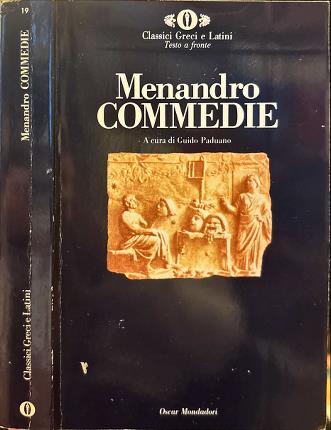 19
Menandro COMMEDIE
Classici Greci e Latini
Classici Greci e Latini
Testo a fronte
Menandro
COMMEDIE
A cura di Guido Paduano
Oscar Mondadori